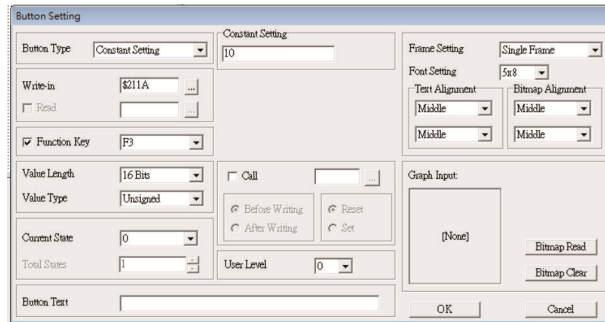 Button Setting
Button Type Constant Setting
Constant Setting
10
Frame Setting Single Frame
Font Setting 5x8
Text Alignment Bitmap Alignment
Middle Middle
Middle Middle
Write-in $211A ...
Read ...
Function Key F3
Value Length 16 Bits
Value Type Unsigned
Call ...
Before Writing Reset
After Writing Set
Graph Input:
[None]
Bitmap Read
Bitmap Clear
Current State 0
Total States 1
User Level 0
Button Text
OK Cancel